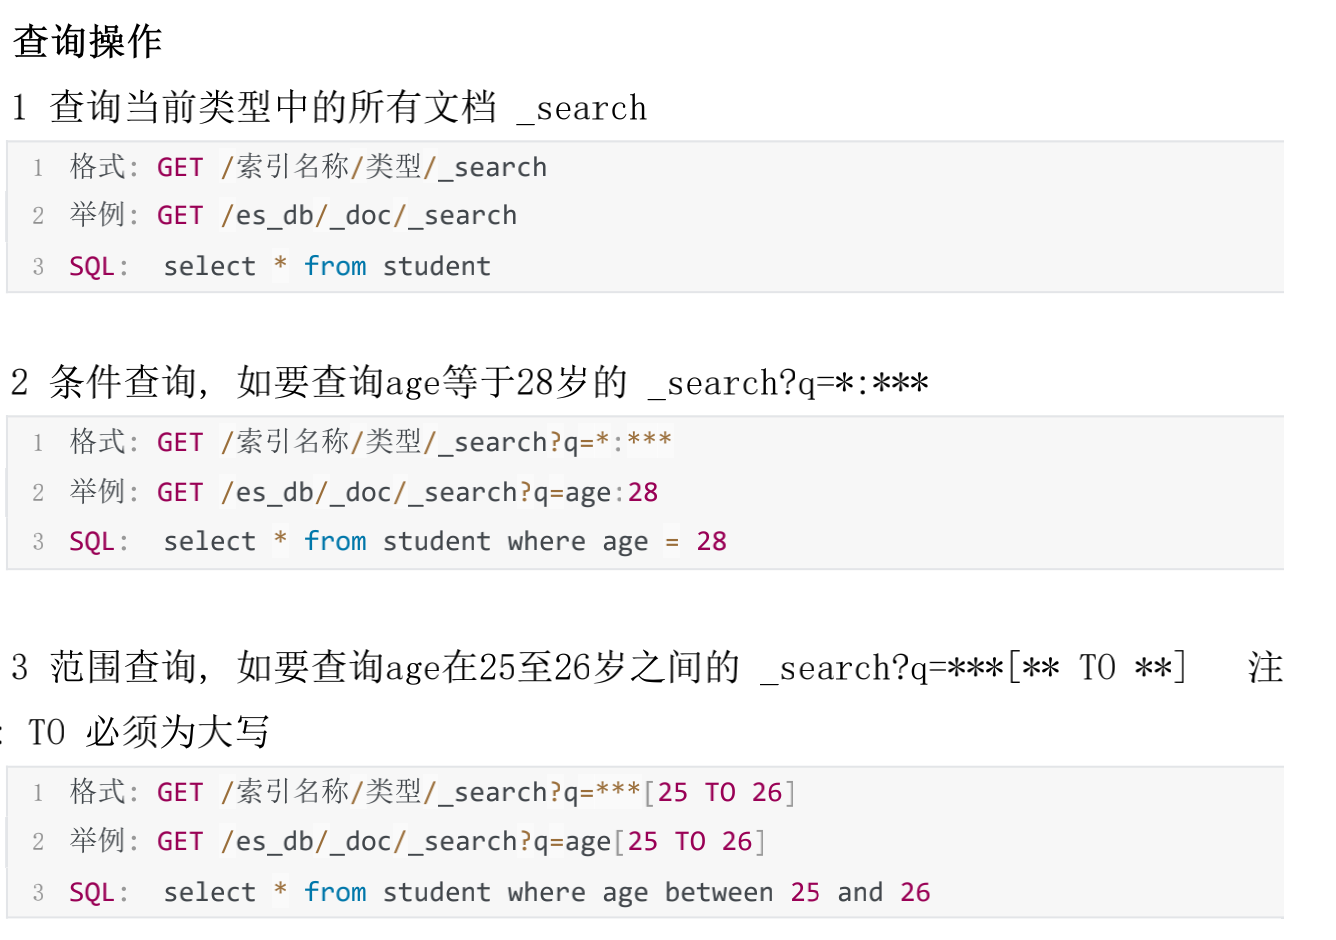 查询操作
1 查询当前类型中的所有文档 _search
1 格式: GET /索引名称/类型/_search
2 举例: GET /es_db/_doc/_search
3 SQL: select * from student
2 条件查询, 如要查询age等于28岁的 _search?q=*:***
1 格式: GET /索引名称/类型/_search?q=*:***
2 举例: GET /es_db/_doc/_search?q=age:28
3 SQL: select * from student where age = 28
3 范围查询, 如要查询age在25至26岁之间的 _search?q=***[** TO **] 注
: TO 必须为大写
1 格式: GET /索引名称/类型/_search?q=***[25 TO 26]
2 举例: GET /es_db/_doc/_search?q=age[25 TO 26]
3 SQL: select * from student where age between 25 and 26